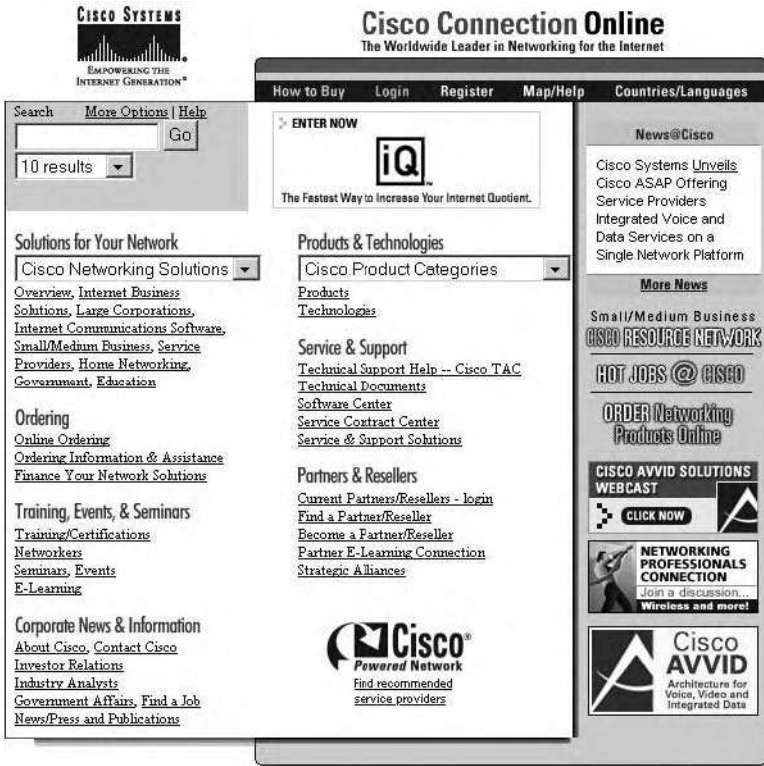 CISCO SYSTEMS
EMPOWERING THE
INTERNET GENERATION
Cisco Connection Online
The Worldwide Leader in Networking for the Internet
How to Buy Login Register Map/Help Countries/Languages
Search More Options | Help
Go
10 results
ENTER NOW
iQ
The Fastest Way to Increase Your Internet Quotient.
Solutions for Your Network
Cisco Networking Solutions
Overview, Internet Business
Solutions, Large Corporations,
Internet Communications Software,
Small/Medium Business, Service
Providers, Home Networking,
Government, Education
Ordering
Online Ordering
Ordering Information & Assistance
Finance Your Network Solutions
Training, Events, & Seminars
Training/Certifications
Networkers
Seminars, Events
E-Learning
Corporate News & Information
About Cisco, Contact Cisco
Investor Relations
Industry Analysts
Government Affairs, Find a Job
News/Press and Publications
Products & Technologies
Cisco Product Categories
Products
Technologies
Service & Support
Technical Support Help -- Cisco TAC
Technical Documents
Software Center
Service Contract Center
Service & Support Solutions
Partners & Resellers
Current Partners/Resellers - login
Find a Partner/Reseller
Become a Partner/Reseller
Partner E-Learning Connection
Strategic Alliances
Cisco®
Powered Network
Find recommended
service providers
News@Cisco
Cisco Systems Unveils
Cisco ASAP Offering
Service Providers
Integrated Voice and
Data Services on a
Single Network Platform
More News
Small/Medium Business
CISCO RESOURCE NETWORK
HOT JOBS @ CISCO
ORDER Networking
Products Online
CISCO AVVID SOLUTIONS
WEBCAST
CLICK NOW
NETWORKING
PROFESSIONALS
CONNECTION
Join a discussion...
Wireless and more!
Cisco
AVVID
Architecture for
Voice, Video and
Integrated Data